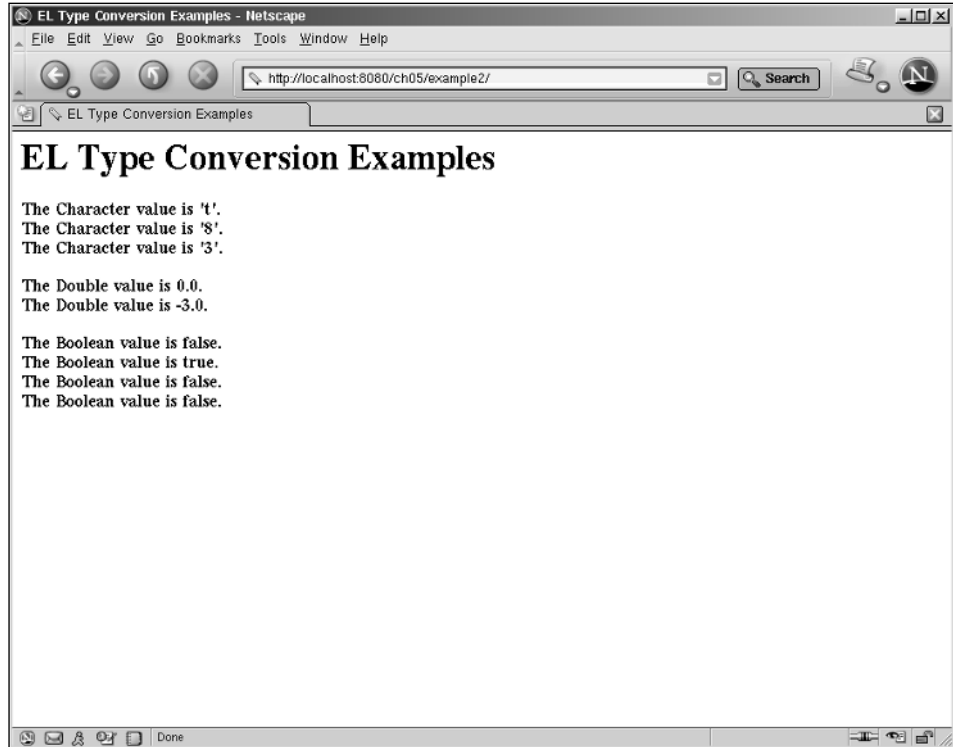 EL Type Conversion Examples - Netscape
File Edit View Go Bookmarks Tools Window Help
http://localhost:8080/ch05/example2/
Search
N
EL Type Conversion Examples
EL Type Conversion Examples
The Character value is 't'.
The Character value is '8'.
The Character value is '3'.
The Double value is 0.0.
The Double value is -3.0.
The Boolean value is false.
The Boolean value is true.
The Boolean value is false.
The Boolean value is false.
Done